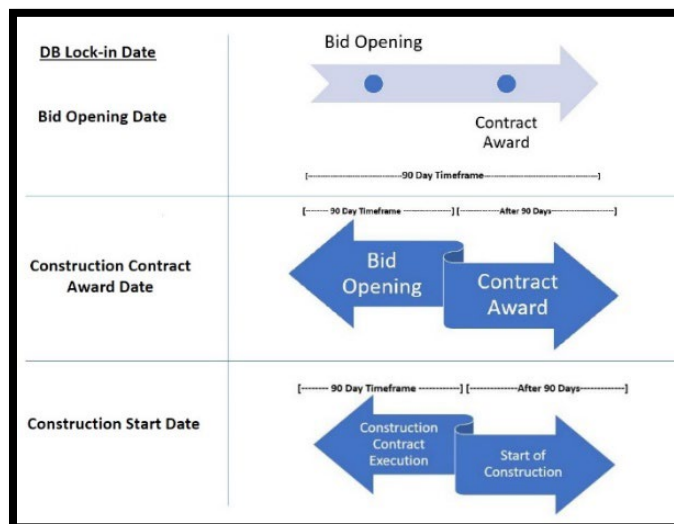 DB Lock-in Date
Bid Opening
Bid Opening Date
Contract
Award
[-----------------------------90 Day Timeframe-----------------------------------]
[------- 90 Day Timeframe ----------------] [------------After 90 Days------------------]
Construction Contract
Award Date
Bid
Opening
Contract
Award
[-------- 90 Day Timeframe ------------] [-------------After 90 Days-------------]
Construction Start Date
Construction
Contract
Execution
Start of
Construction